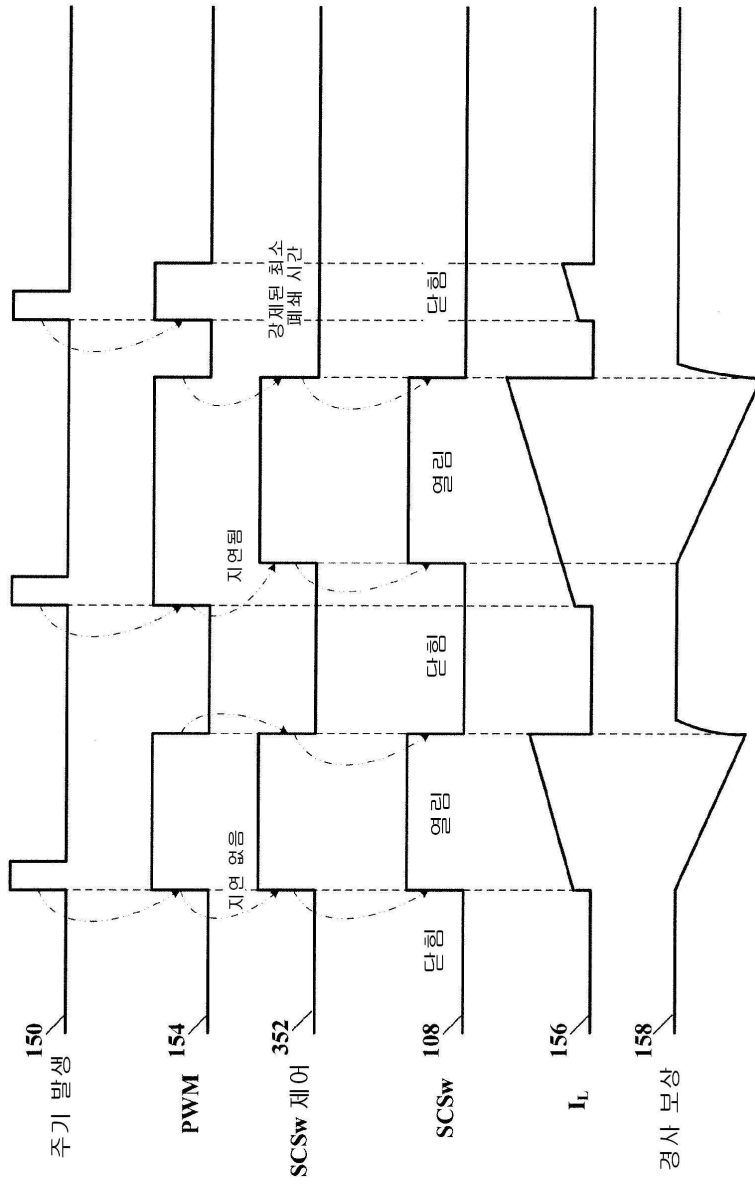 주기 발생
150
PWM
154
지연 없음
지연됨
강제된 최소
폐쇄 시간
SCSw 제어
352
SCSw
108
닫힘
열림
닫힘
열림
닫힘
I_L
156
경사 보상
158